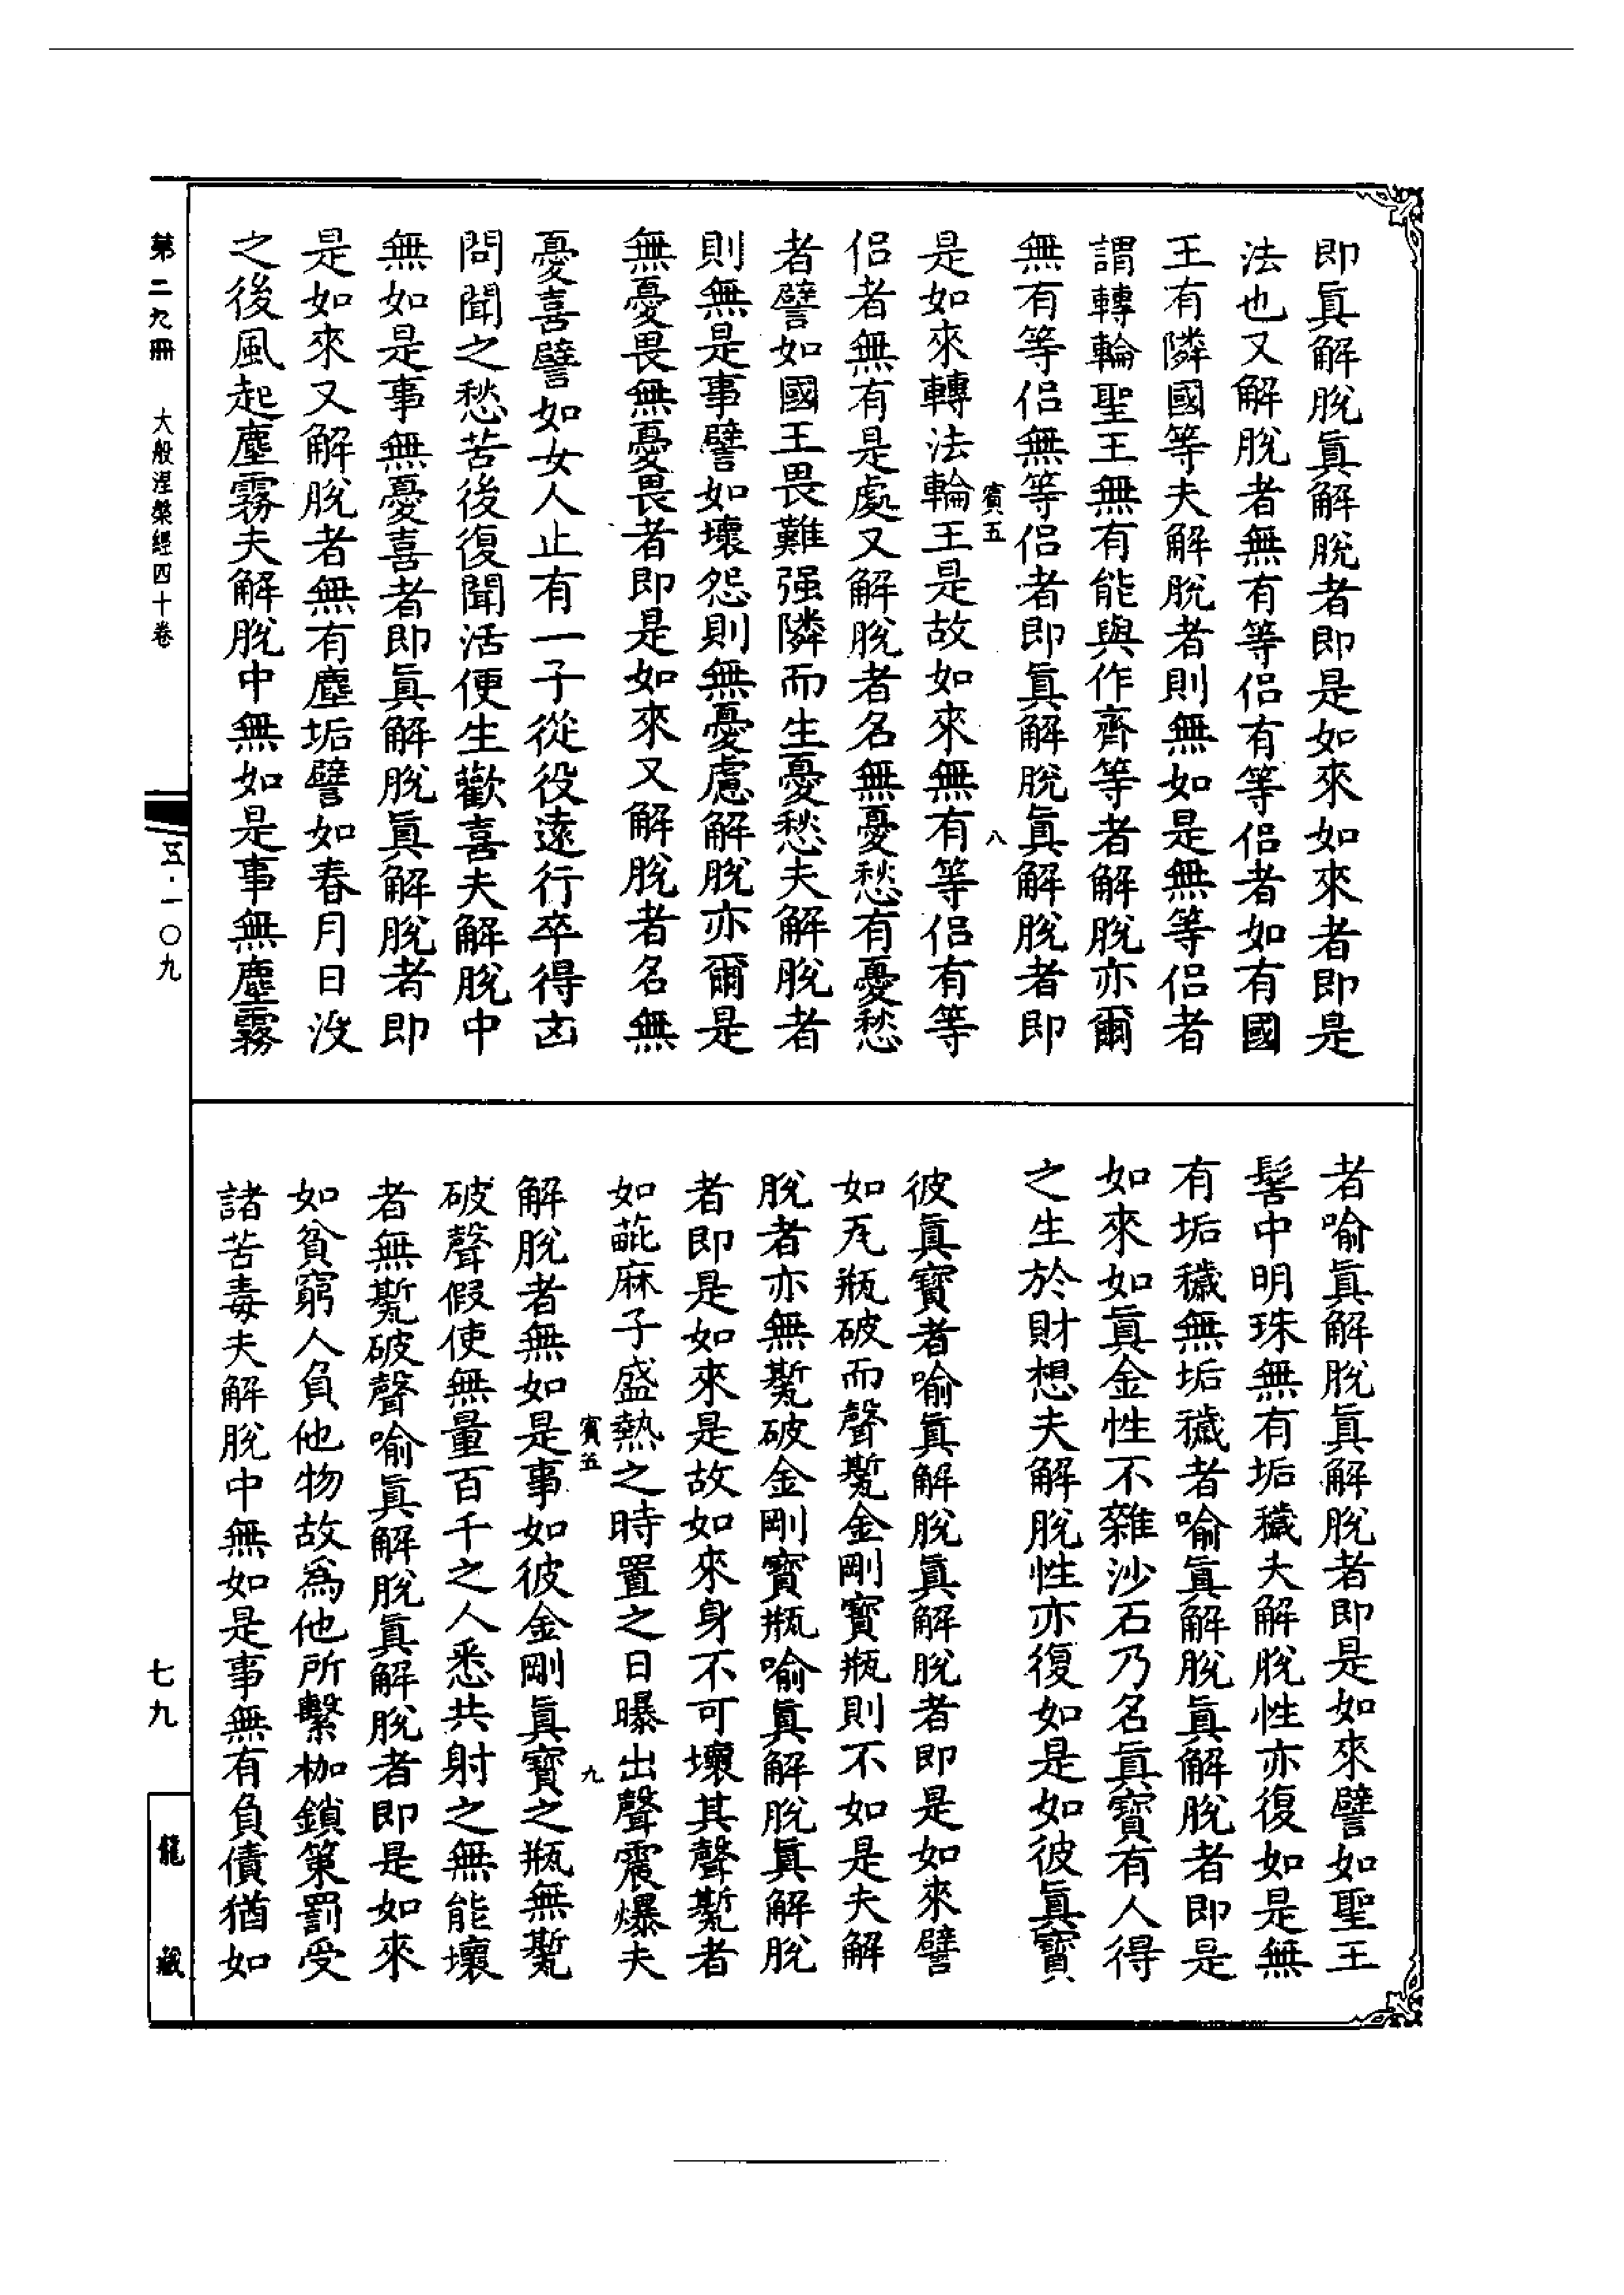 即眞解脫眞解脫者即是如來如來者即是
法也又解脫者無有等侶有等侶者如有國
王有隣國等夫解脫者則無如是無等侶者
謂轉輪聖王無有能與作齊等者解脫亦爾
無有等侶無等侶者即眞解脫眞解脫者即
賓五 八
是如來轉法輪王是故如來無有等侶有等
侶者無有是處又解脫者名無憂愁有憂愁
者譬如國王畏難强隣而生憂愁夫解脫者
則無是事譬如壞怨則無憂慮解脫亦爾是
無憂畏無憂畏者即是如來又解脫者名無
憂喜譬如女人止有一子從役遠行卒得凶
問聞之愁苦後復聞活便生歡喜夫解脫中
無如是事無憂喜者即眞解脫眞解脫者即
是如來又解脫者無有塵垢譬如春月日没
之後風起塵霧夫解脫中無如是事無塵霧
者喻眞解脫眞解脫者即是如來譬如聖王
髻中明珠無有垢穢夫解脫性亦復如是無
有垢穢無垢穢者喻眞解脫眞解脫者即是
如來如眞金性不雜沙石乃名眞寶有人得
之生於財想夫解脫性亦復如是如彼眞寶
彼眞寶者喻眞解脫眞解脫者即是如來譬
如瓦瓶破而聲㽄金剛寶瓶則不如是夫解
脫者亦無㽄破金剛寶瓶喻眞解脫眞解脫
者即是如來是故如來身不可壞其聲㽄者
如蓖麻子盛熱之時置之日曝出聲震爆夫
賓五 九
解脫者無如是事如彼金剛眞寶之瓶無㽄
破聲假使無量百千之人悉共射之無能壞
者無㽄破聲喻眞解脫眞解脫者即是如來
如貧窮人負他物故爲他所繫枷鎖策罰受
諸苦毒夫解脫中無如是事無有負債猶如
第二九冊 大般涅槃經四十卷
五·一〇九
七九
龍藏